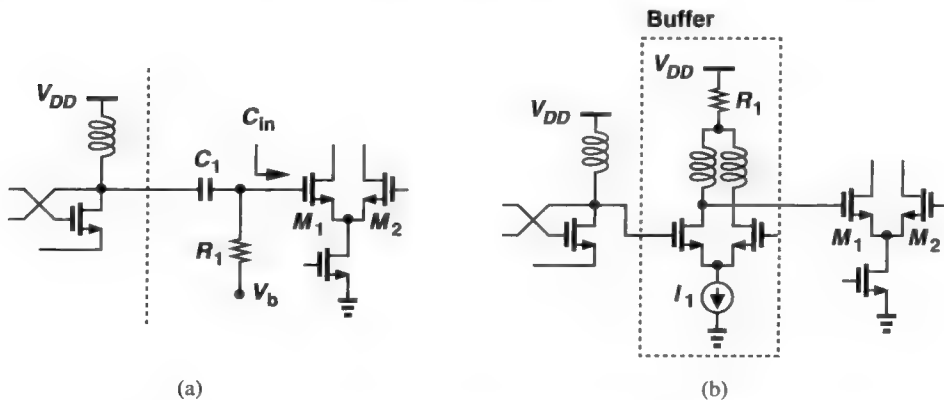 V_DD
C_1
C_in
R_1
V_b
M_1
M_2
(a)
Buffer
V_DD
V_DD
R_1
I_1
M_1
M_2
(b)